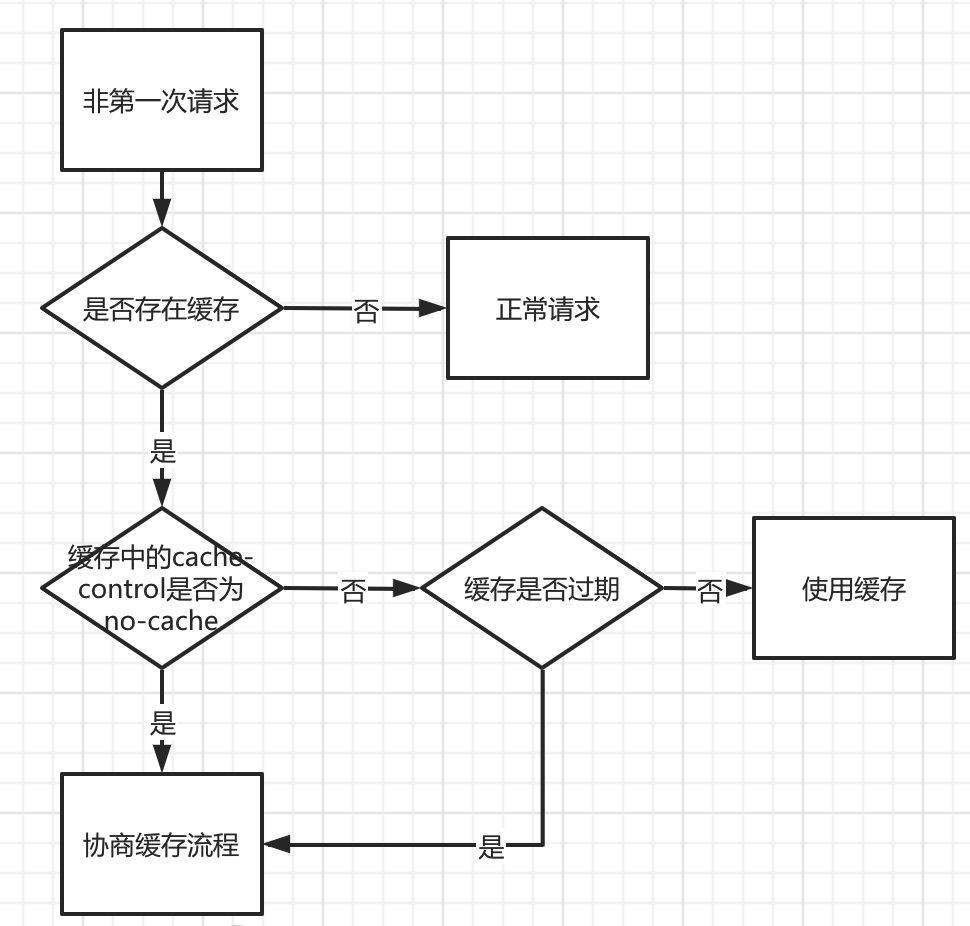 非第一次请求
是否存在缓存
否
正常请求
是
缓存中的cache-
control是否为
no-cache
否
缓存是否过期
否
使用缓存
是
协商缓存流程
是